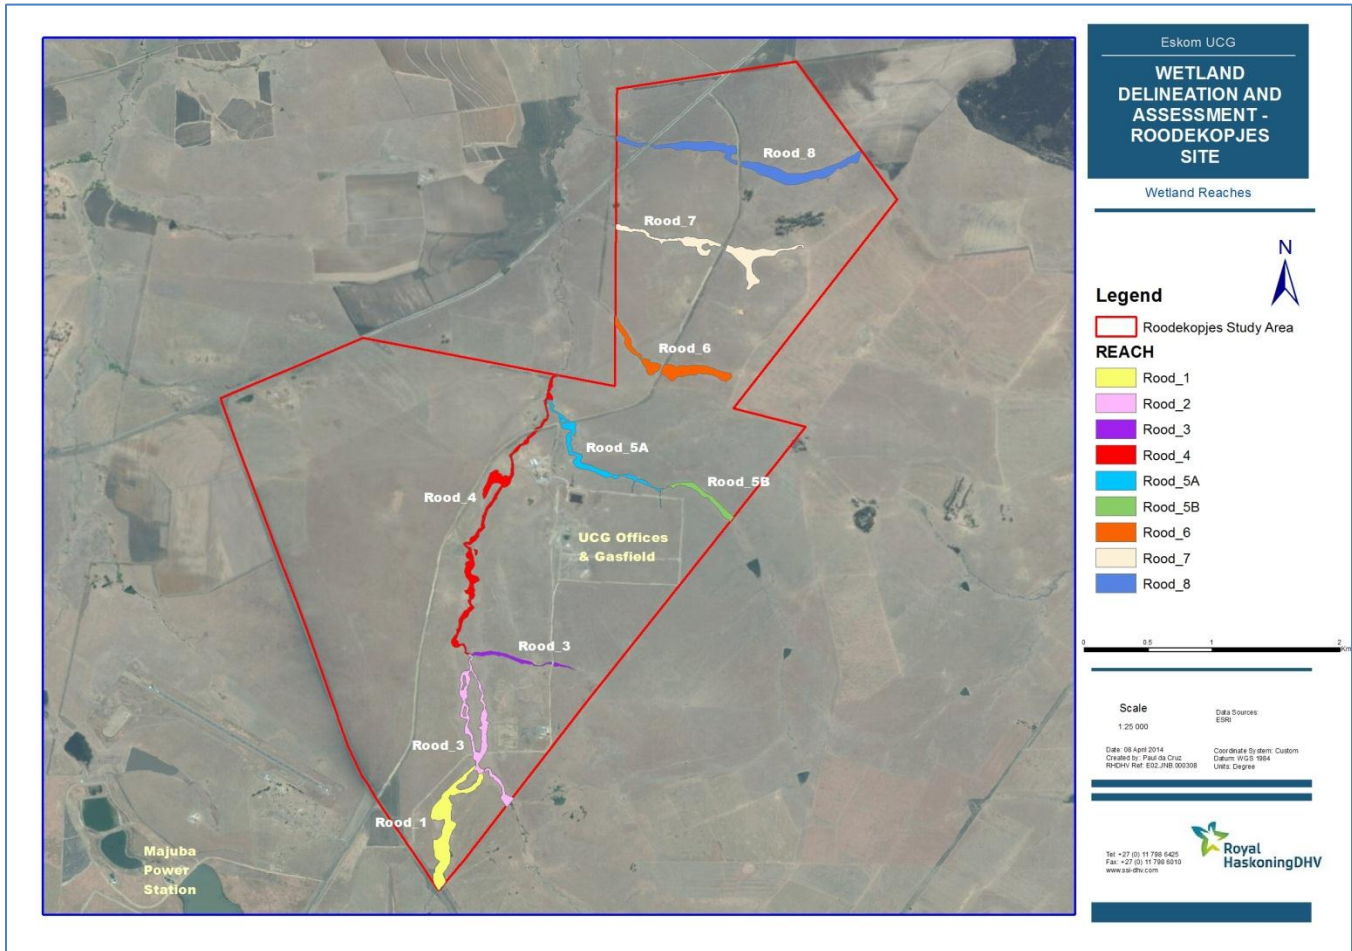 Eskom UCG
WETLAND
DELINEATION AND
ASSESSMENT -
ROODEKOPJES
SITE
Wetland Reaches
N
Legend
Roodekopjes Study Area
REACH
Rood_1
Rood_2
Rood_3
Rood_4
Rood_5A
Rood_5B
Rood_6
Rood_7
Rood_8
0 0.5 1 2
Km
Scale
1:25 000
Data Sources:
ESRI
Date: 08 April 2014
Created by: Paul da Cruz
RHDHV Ref: E02.JNB.000308
Coordinate System: Custom
Datum: WGS 1984
Units: Degree
Tel: +27 (0) 11 798 6425
Fax: +27 (0) 11 798 6010
www.ssi-dhv.com
Royal
HaskoningDHV
Rood_8
Rood_7
Rood_6
Rood_5A
Rood_5B
Rood_4
UCG Offices
& Gasfield
Rood_3
Rood_3
Rood_1
Majuba
Power
Station